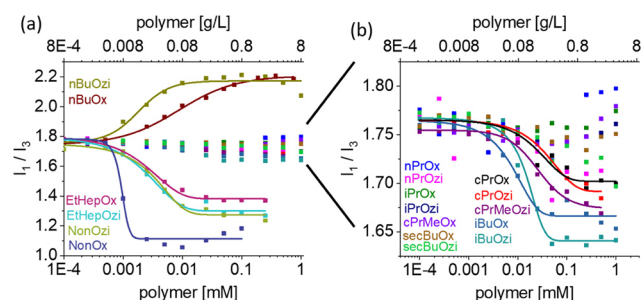 (a)
polymer [g/L]
8E-4 0.008 0.08 0.8 8
nBuOzi
nBuOx
EtHepOx
EtHepOzi
NonOzi
NonOx
I1 / I3
2.2
2.0
1.8
1.6
1.4
1.2
1.0
1E-4 0.001 0.01 0.1 1
polymer [mM]
(b)
polymer [g/L]
8E-4 0.008 0.08 0.8 8
I1 / I3
1.80
1.75
1.70
1.65
nPrOx
nPrOzi cPrOx
iPrOx cPrOzi
iPrOzi cPrMeOzi
cPrMeOx iBuOx
secBuOx iBuOzi
secBuOzi
1E-4 0.001 0.01 0.1 1
polymer [mM]